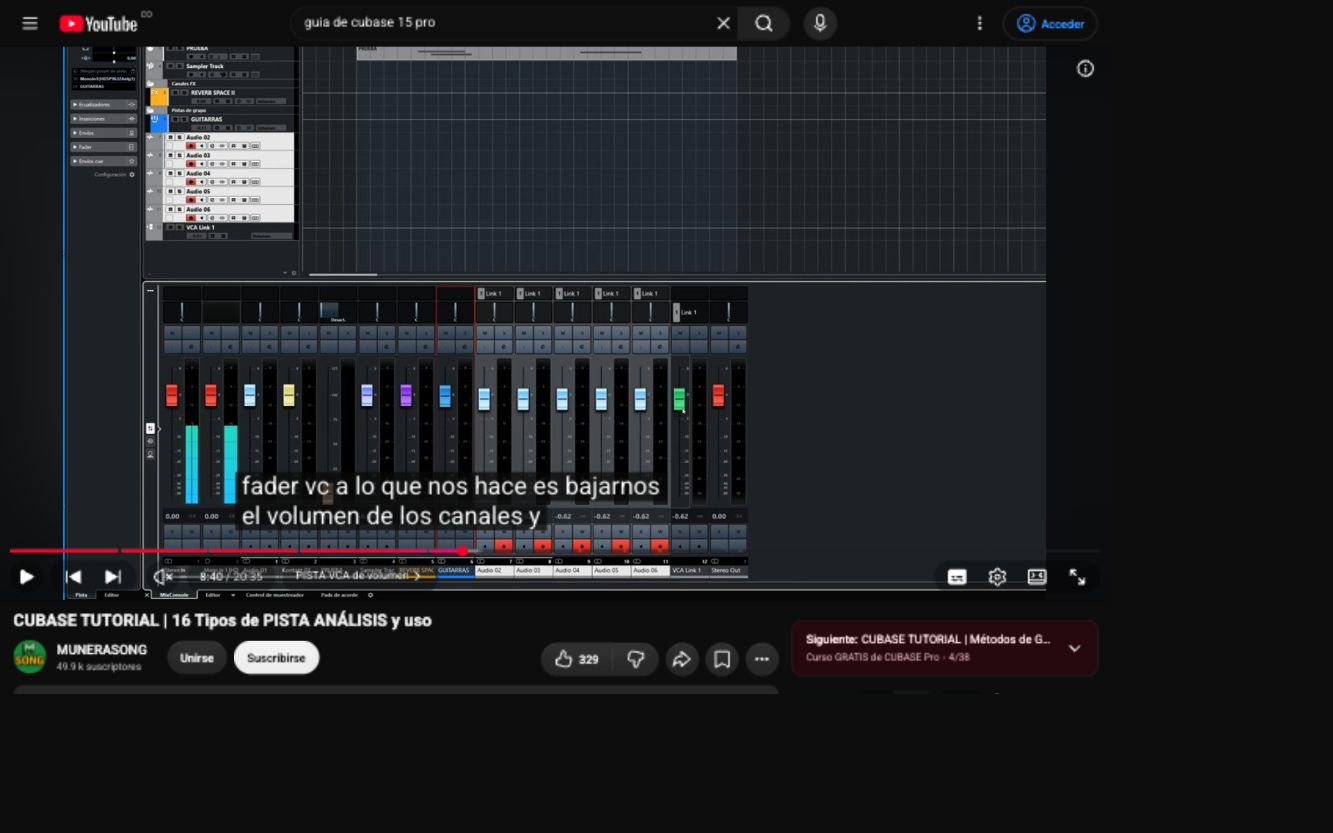 YouTube CO
guia de cubase 15 pro
Acceder
PRUEBA
PRUEBA
Sampler Track
Canales FX
REVERB SPACE II
Pistas de grupo
GUITARRAS
Audio 02
Audio 03
Audio 04
Audio 05
Audio 06
VCA Link 1
GUITARRAS
Ecualizadores
Inserciones
Envíos
Fader
Envíos cue
Configuración
Link 1
Link 1
Link 1
Link 1
Link 1
Link 1
fader vc a lo que nos hace es bajarnos
el volumen de los canales y
0.00
0.00
-0.62
-0.62
-0.62
-0.62
0.00
GUITARRAS
Audio 02
Audio 03
Audio 04
Audio 05
Audio 06
VCA Link 1
Stereo Out
8:40 / 20:35
PISTA VCA de volumen
Pista
Editor
MixConsole
Editor
Control de muestreador
Pads de acorde
CUBASE TUTORIAL | 16 Tipos de PISTA ANÁLISIS y uso
MUNERASONG
49.9 k suscriptores
Unirse
Suscribirse
329
Siguiente: CUBASE TUTORIAL | Métodos de G...
Curso GRATIS de CUBASE Pro - 4/38